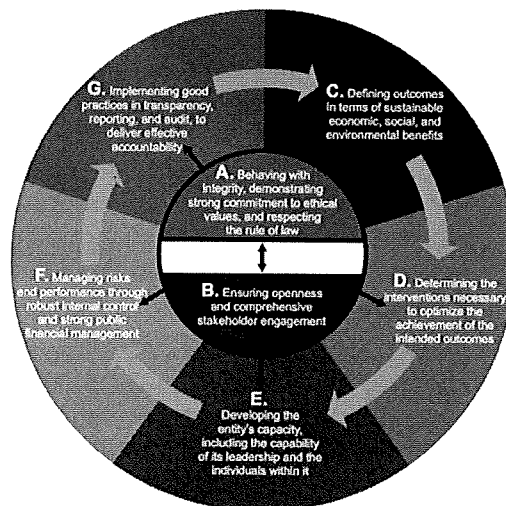 G. Implementing good
practices in transparency,
reporting, and audit, to
deliver effective
accountability
C. Defining outcomes
in terms of sustainable
economic, social, and
environmental benefits
A. Behaving with
integrity, demonstrating
strong commitment to ethical
values, and respecting
the rule of law
B. Ensuring openness
and comprehensive
stakeholder engagement
D. Determining the
interventions necessary
to optimize the
achievement of the
intended outcomes
E.
Developing the
entity's capacity,
including the capability
of its leadership and the
individuals within it
F. Managing risks
and performance through
robust internal control
and strong public
financial management